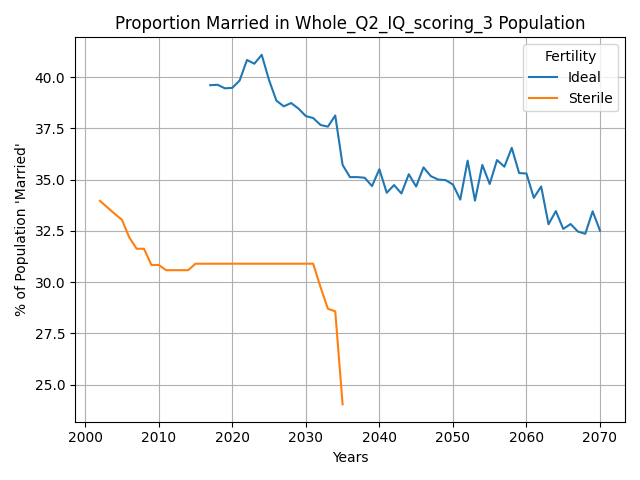 Proportion Married in Whole_Q2_IQ_scoring_3 Population
Fertility
Ideal
Sterile
% of Population 'Married'
40.0
37.5
35.0
32.5
30.0
27.5
25.0
2000 2010 2020 2030 2040 2050 2060 2070
Years